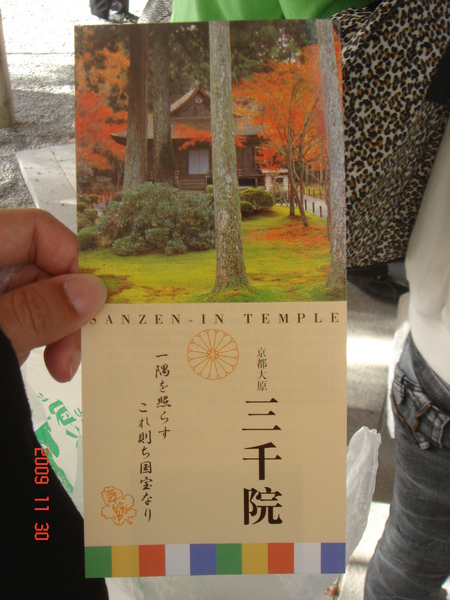 SANZEN-IN TEMPLE
京都大原
三千院
一隅を照らす
これ則ち国宝なり
2009 11 30